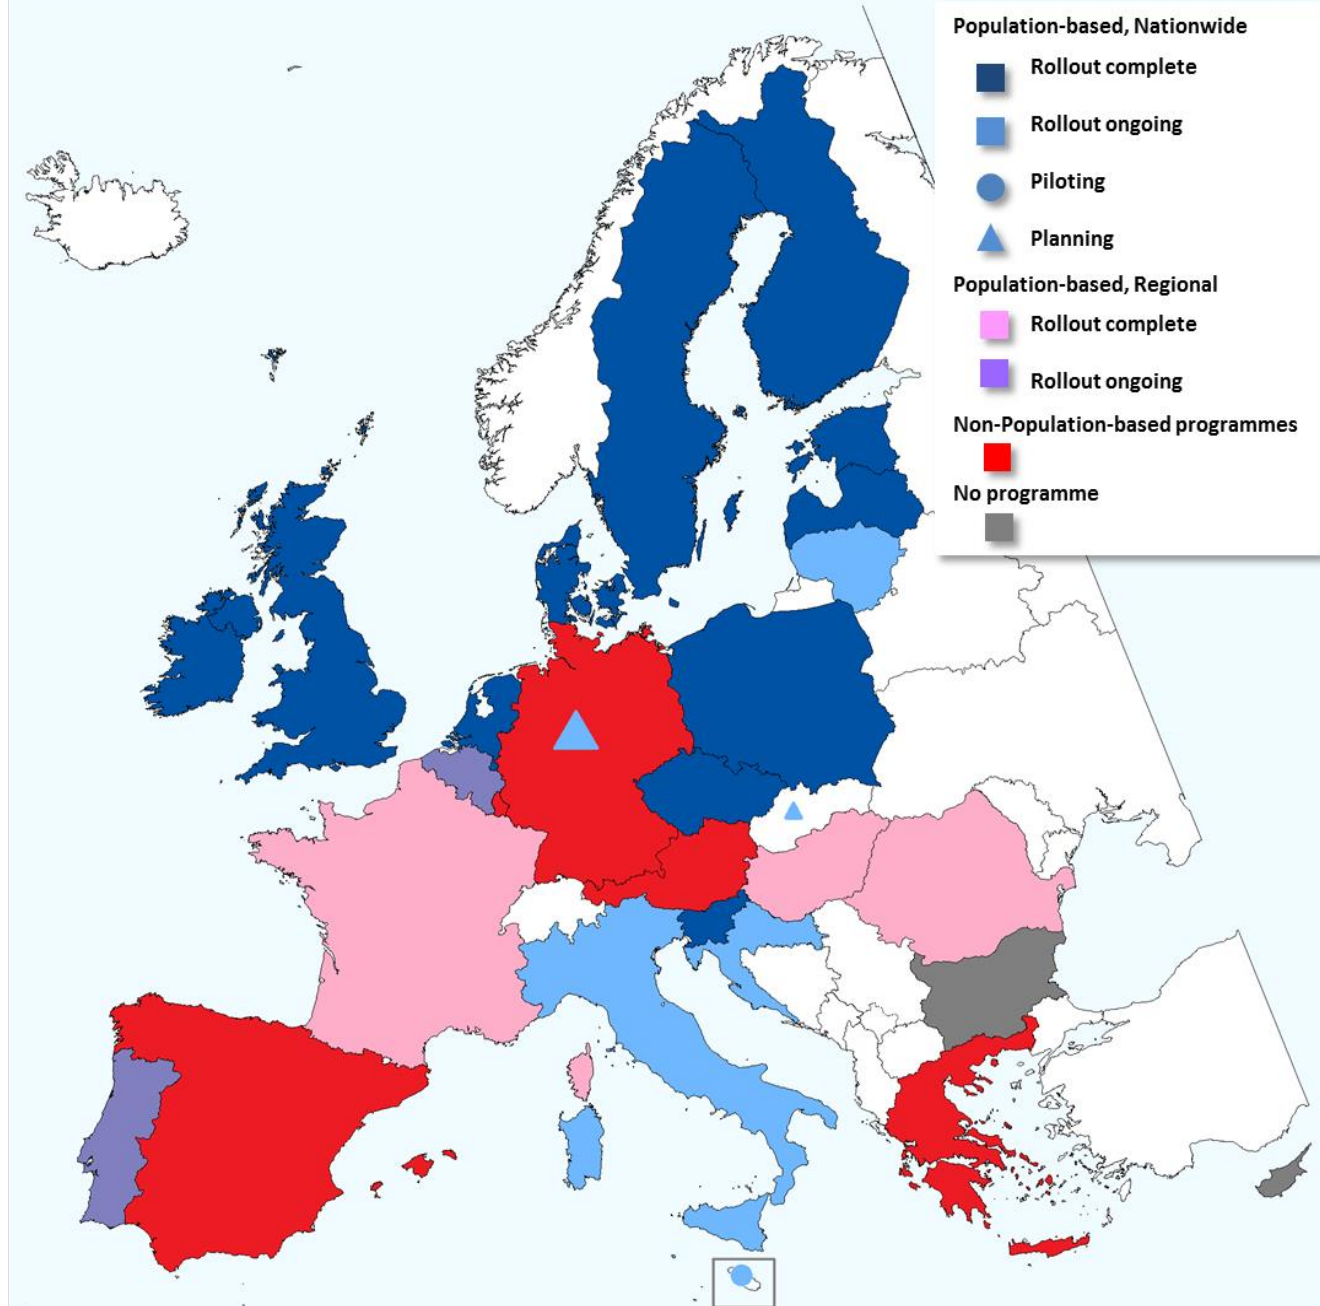 Population-based, Nationwide
Rollout complete
Rollout ongoing
Piloting
Planning
Population-based, Regional
Rollout complete
Rollout ongoing
Non-Population-based programmes
No programme